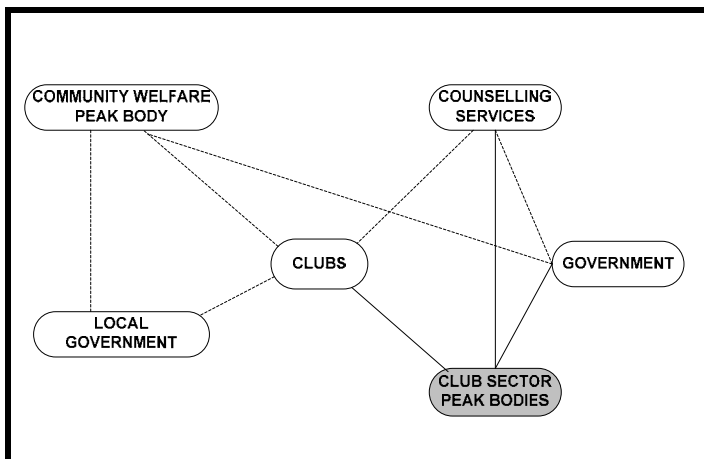 COMMUNITY WELFARE
PEAK BODY
COUNSELLING
SERVICES
CLUBS
GOVERNMENT
LOCAL
GOVERNMENT
CLUB SECTOR
PEAK BODIES